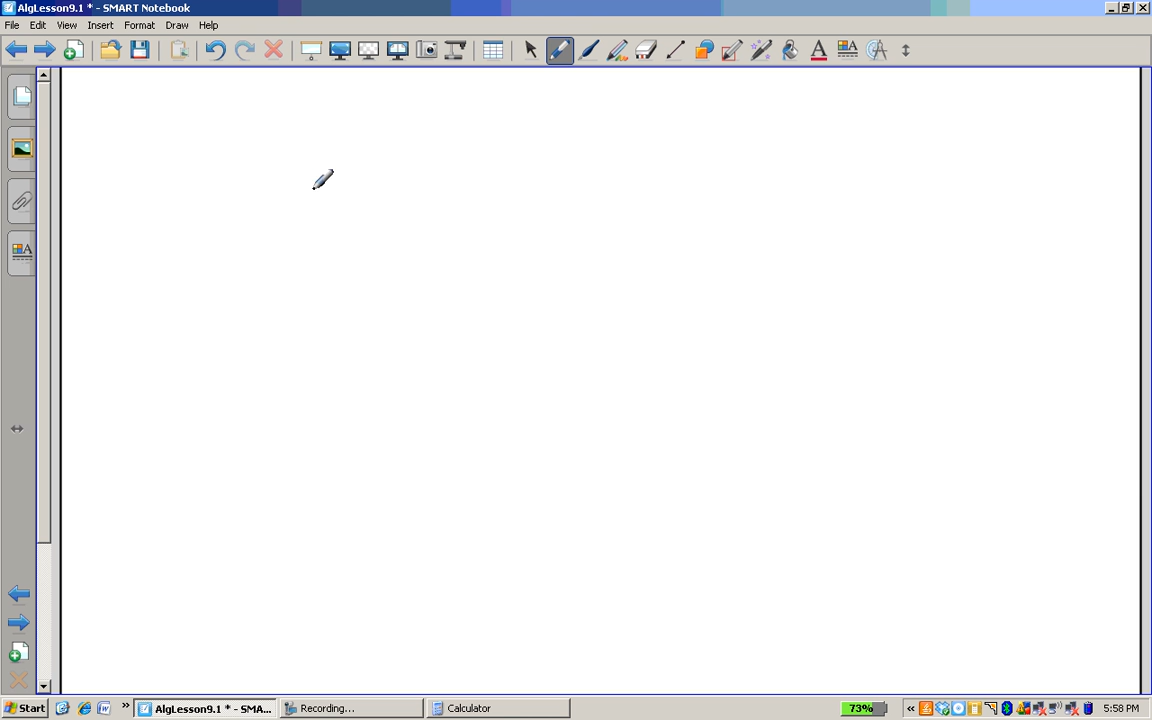 AlgLesson9.1 * - SMART Notebook
File Edit View Insert Format Draw Help
Start AlgLesson9.1 * - SMA... Recording... Calculator 73% 5:58 PM